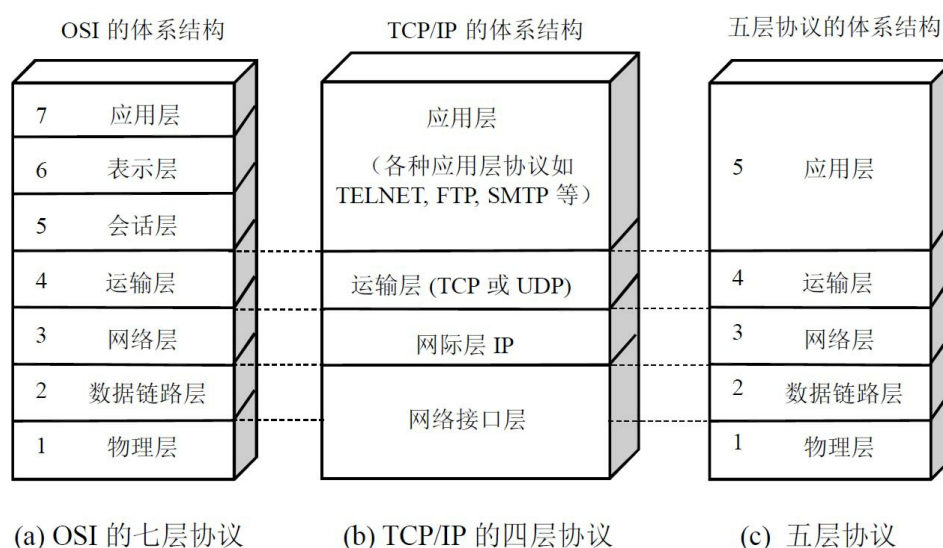 OSI 的体系结构
7 应用层
6 表示层
5 会话层
4 运输层
3 网络层
2 数据链路层
1 物理层
(a) OSI 的七层协议
TCP/IP 的体系结构
应用层
（各种应用层协议如
TELNET, FTP, SMTP 等）
运输层 (TCP 或 UDP)
网际层 IP
网络接口层
(b) TCP/IP 的四层协议
五层协议的体系结构
5 应用层
4 运输层
3 网络层
2 数据链路层
1 物理层
(c) 五层协议